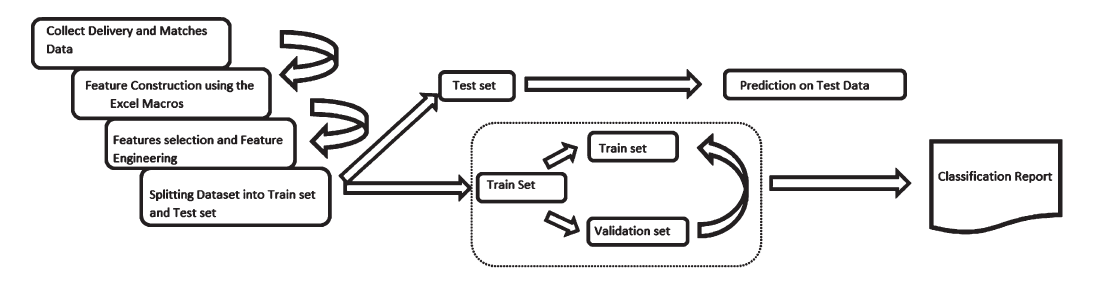 Collect Delivery and Matches
Data
Feature Construction using the
Excel Macros
Features selection and Feature
Engineering
Splitting Dataset into Train set
and Test set
Test set
Prediction on Test Data
Train Set
Train set
Validation set
Classification Report